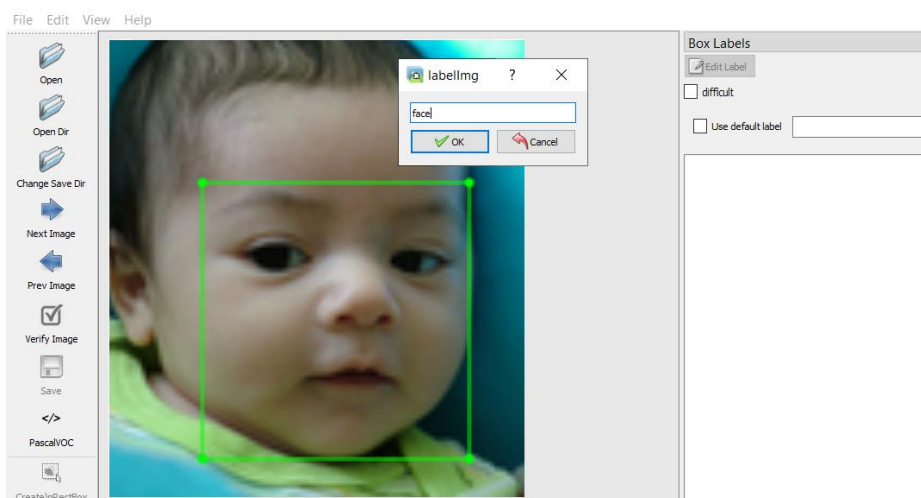 File Edit View Help
Open
Open Dir
Change Save Dir
Next Image
Prev Image
Verify Image
Save
</>
PascalVOC
CreateInRectBox
labelImg ? X
face
OK Cancel
Box Labels
Edit Label
difficult
Use default label